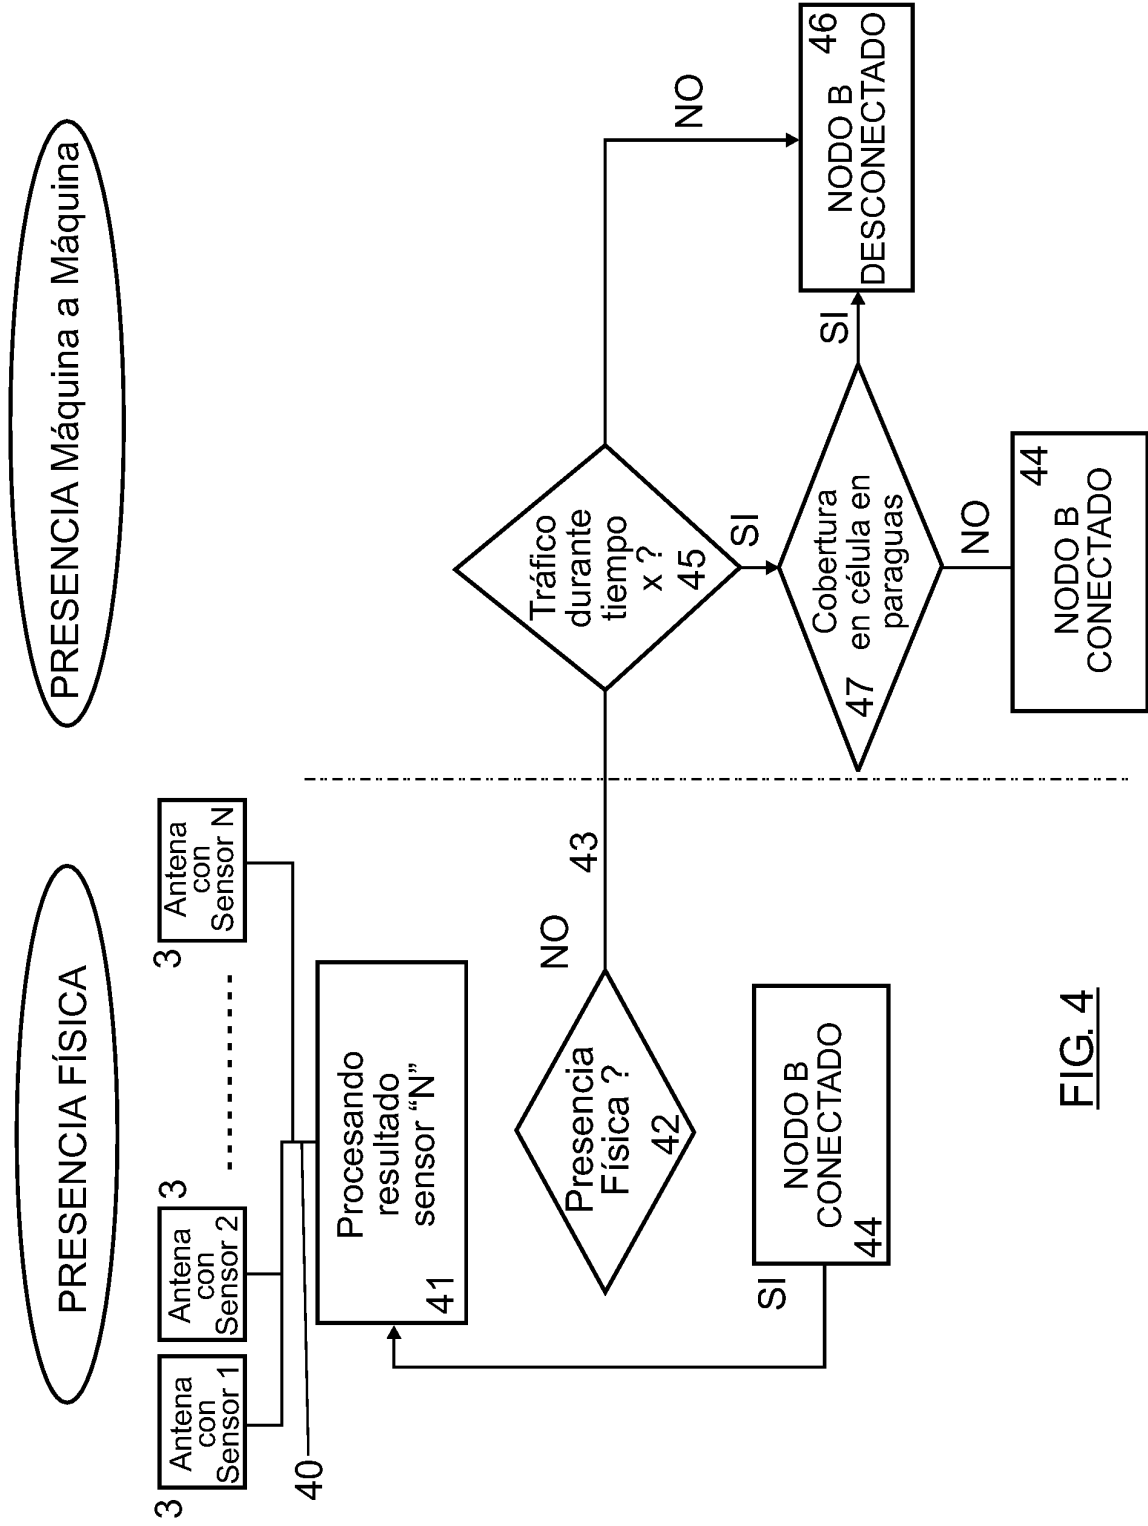 PRESENCIA FÍSICA
PRESENCIA Máquina a Máquina
3
Antena
con
Sensor 1
3
Antena
con
Sensor 2
3
Antena
con
Sensor N
40
Procesando
resultado
sensor “N”
41
Presencia
Física ?
42
NO
43
SI
NODO B
CONECTADO
44
Tráfico
durante
tiempo
x ?
45
NO
SI
Cobertura
en célula en
paraguas
47
SI
NO
46
NODO B
DESCONECTADO
44
NODO B
CONECTADO
FIG. 4